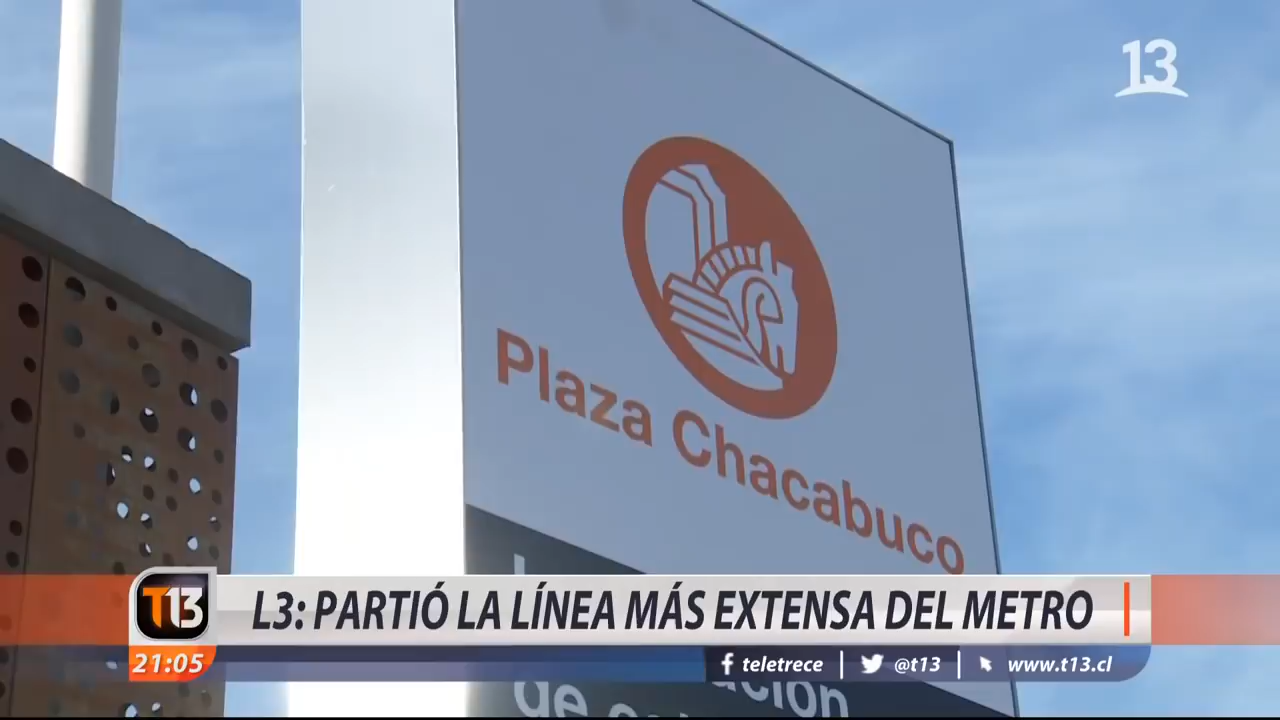 13
Plaza Chacabuco
T13
L3: PARTIÓ LA LÍNEA MÁS EXTENSA DEL METRO
21:05
teletrece
@t13
www.t13.cl